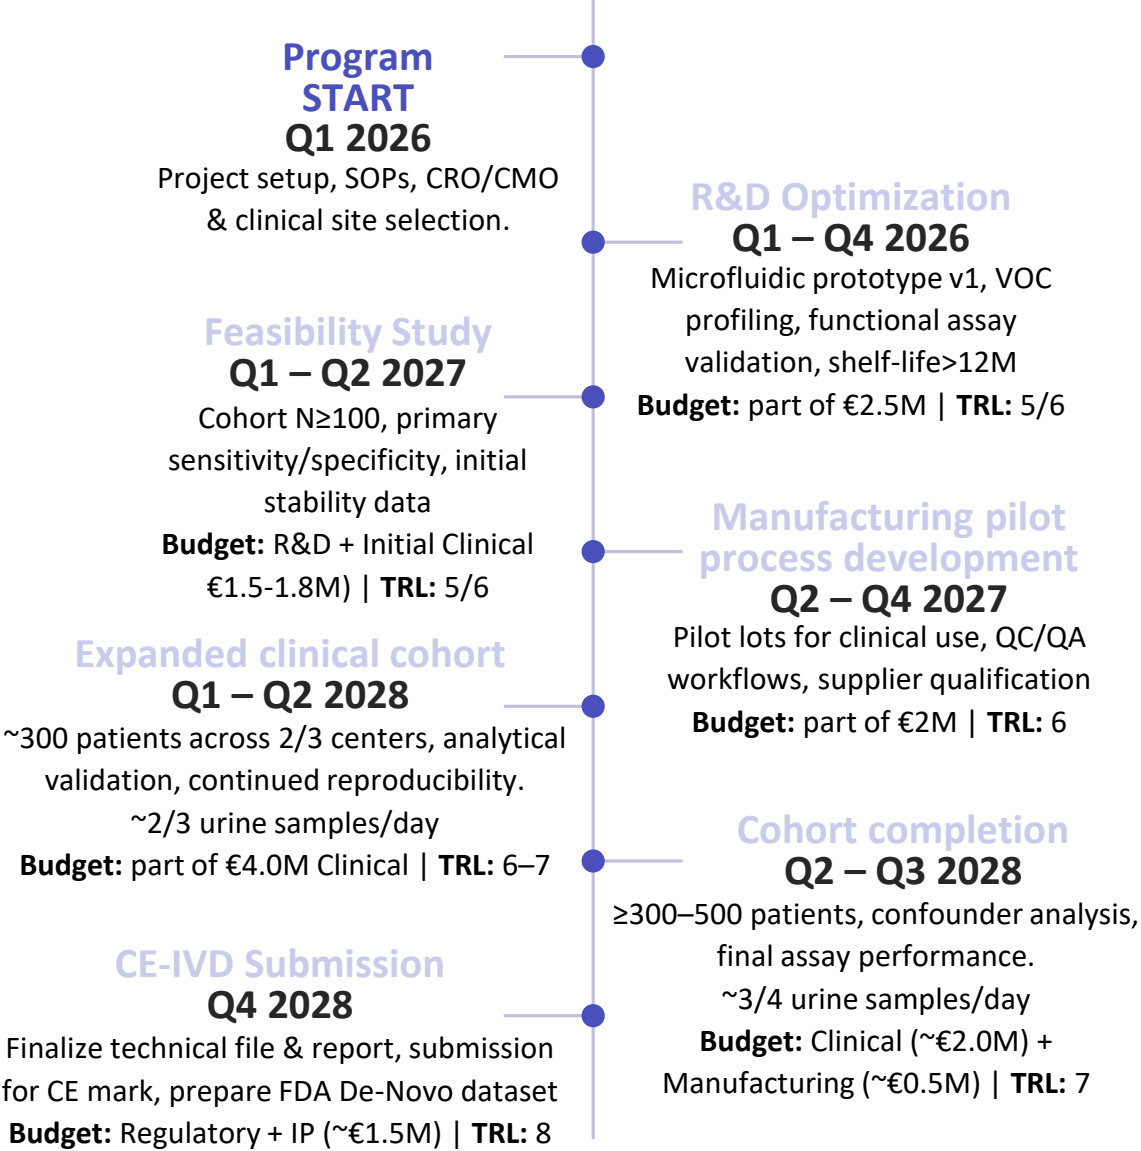 Program
START
Q1 2026
Project setup, SOPs, CRO/CMO
& clinical site selection.
R&D Optimization
Q1 – Q4 2026
Microfluidic prototype v1, VOC
profiling, functional assay
validation, shelf-life>12M
Budget: part of €2.5M | TRL: 5/6
Feasibility Study
Q1 – Q2 2027
Cohort N≥100, primary
sensitivity/specificity, initial
stability data
Budget: R&D + Initial Clinical
€1.5-1.8M) | TRL: 5/6
Manufacturing pilot
process development
Q2 – Q4 2027
Pilot lots for clinical use, QC/QA
workflows, supplier qualification
Budget: part of €2M | TRL: 6
Expanded clinical cohort
Q1 – Q2 2028
~300 patients across 2/3 centers, analytical
validation, continued reproducibility.
~2/3 urine samples/day
Budget: part of €4.0M Clinical | TRL: 6–7
Cohort completion
Q2 – Q3 2028
≥300–500 patients, confounder analysis,
final assay performance.
~3/4 urine samples/day
Budget: Clinical (~€2.0M) +
Manufacturing (~€0.5M) | TRL: 7
CE-IVD Submission
Q4 2028
Finalize technical file & report, submission
for CE mark, prepare FDA De-Novo dataset
Budget: Regulatory + IP (~€1.5M) | TRL: 8